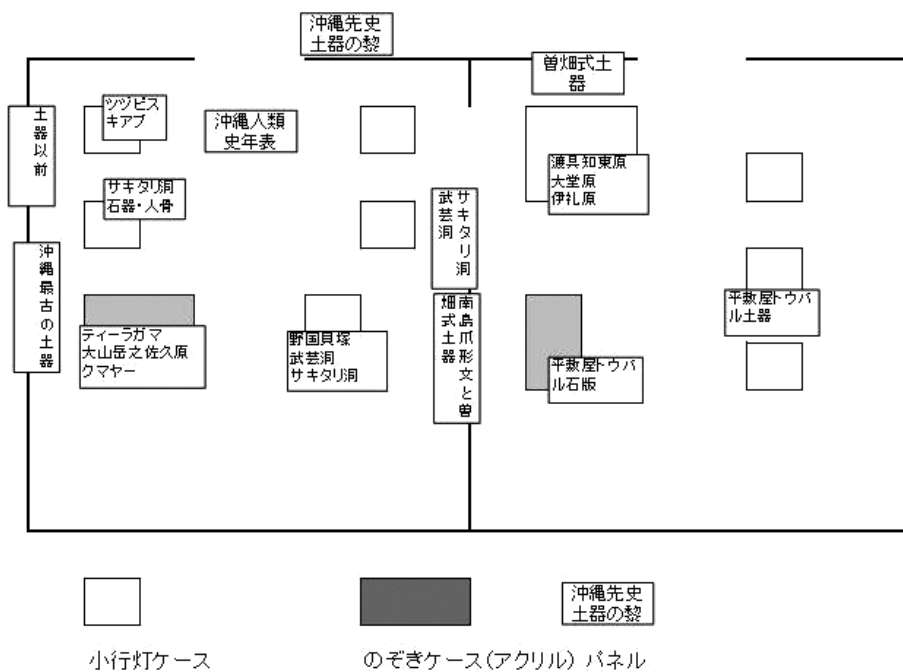 沖縄先史
土器の黎
曽畑式土
器
土器以前
ツヅピス
キアブ
沖縄人類
史年表
渡具知東原
大堂原
伊礼原
サキタリ洞
石器・人骨
サキタリ洞
武芸洞
沖縄最古の土器
南島爪形文と曽
畑式土器
平敷屋トウバ
ル土器
ティーラガマ
大山岳之佐久原
クマヤー
野国貝塚
武芸洞
サキタリ洞
平敷屋トウバ
ル石版
沖縄先史
土器の黎
小行灯ケース
のぞきケース(アクリル) パネル